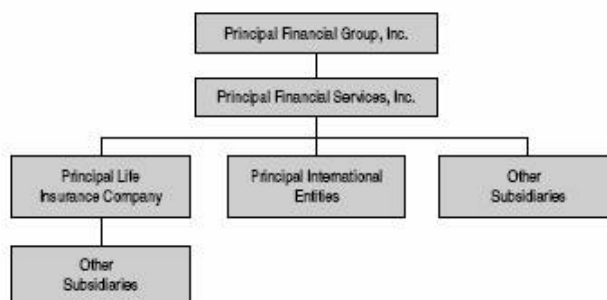 Principal Financial Group, Inc.
Principal Financial Services, Inc.
Principal Life
Insurance Company
Principal International
Entities
Other
Subsidiaries
Other
Subsidiaries